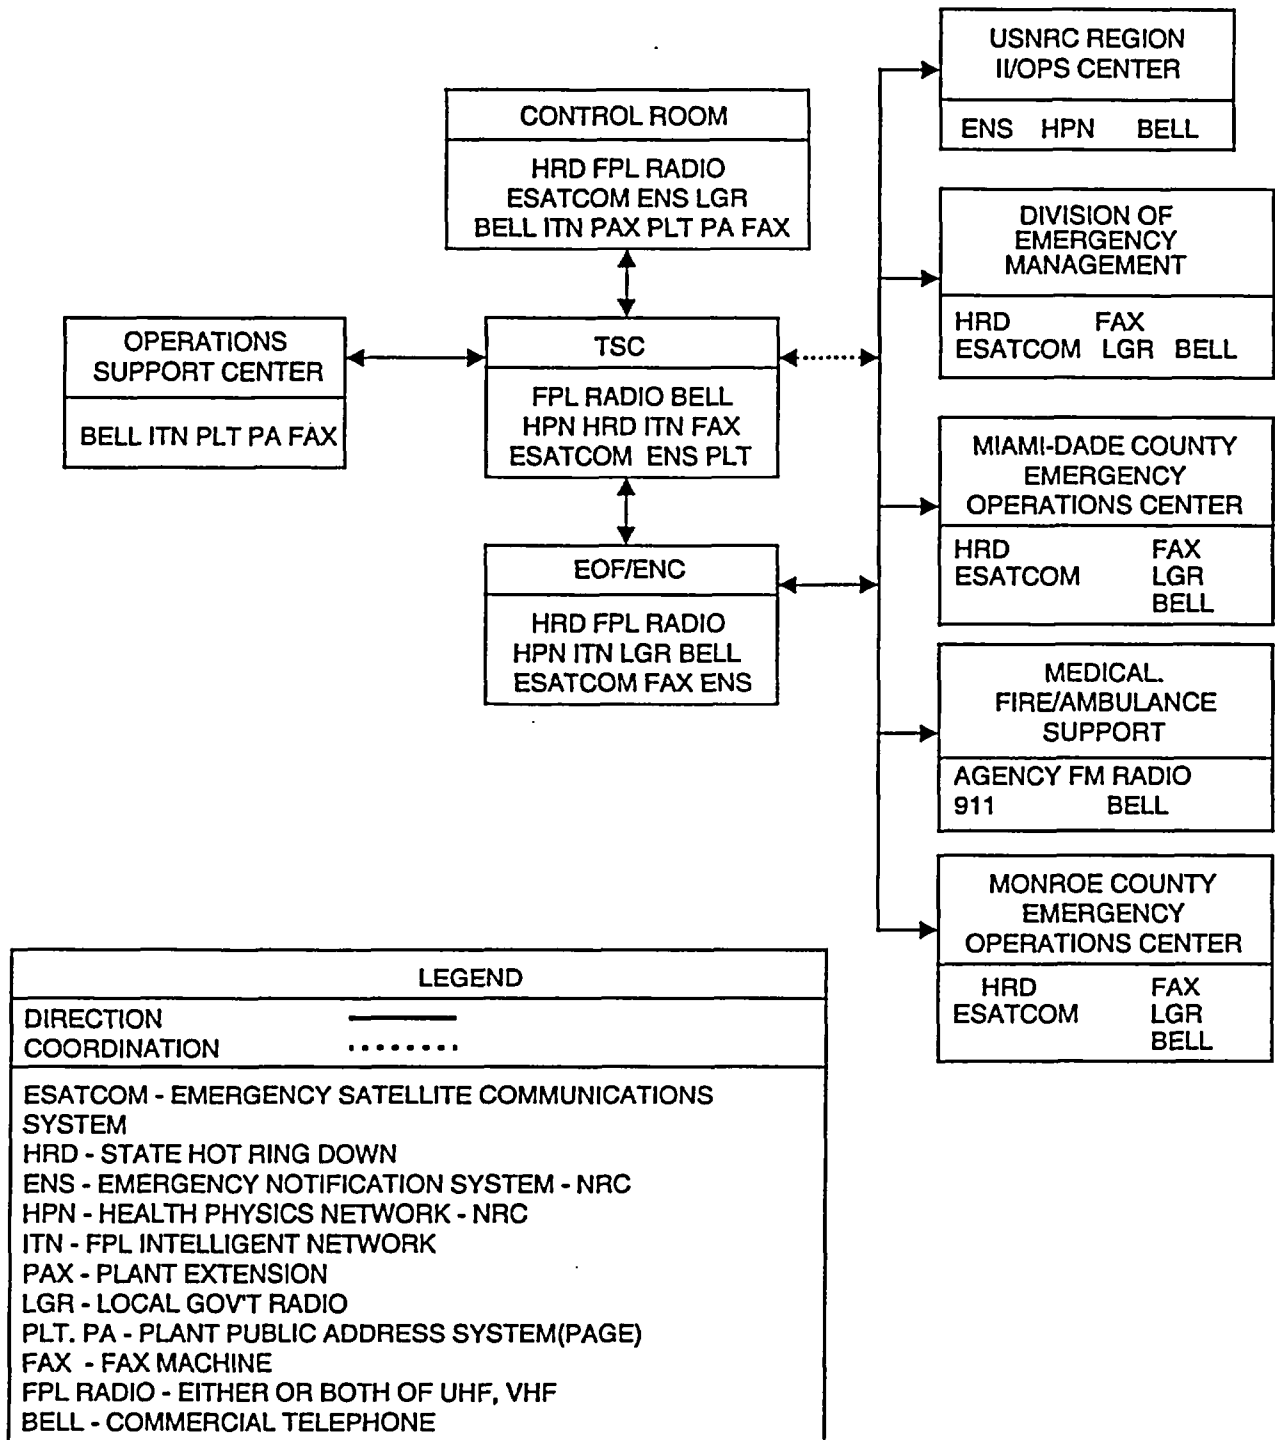 USNRC REGION
II/OPS CENTER
ENS HPN BELL
CONTROL ROOM
HRD FPL RADIO
ESATCOM ENS LGR
BELL ITN PAX PLT PA FAX
DIVISION OF
EMERGENCY
MANAGEMENT
HRD FAX
ESATCOM LGR BELL
OPERATIONS
SUPPORT CENTER
BELL ITN PLT PA FAX
TSC
FPL RADIO BELL
HPN HRD ITN FAX
ESATCOM ENS PLT
MIAMI-DADE COUNTY
EMERGENCY
OPERATIONS CENTER
HRD FAX
ESATCOM LGR
BELL
EOF/ENC
HRD FPL RADIO
HPN ITN LGR BELL
ESATCOM FAX ENS
MEDICAL.
FIRE/AMBULANCE
SUPPORT
AGENCY FM RADIO
911 BELL
MONROE COUNTY
EMERGENCY
OPERATIONS CENTER
HRD FAX
ESATCOM LGR
BELL
LEGEND
DIRECTION
COORDINATION
ESATCOM - EMERGENCY SATELLITE COMMUNICATIONS
SYSTEM
HRD - STATE HOT RING DOWN
ENS - EMERGENCY NOTIFICATION SYSTEM - NRC
HPN - HEALTH PHYSICS NETWORK - NRC
ITN - FPL INTELLIGENT NETWORK
PAX - PLANT EXTENSION
LGR - LOCAL GOV'T RADIO
PLT. PA - PLANT PUBLIC ADDRESS SYSTEM(PAGE)
FAX - FAX MACHINE
FPL RADIO - EITHER OR BOTH OF UHF, VHF
BELL - COMMERCIAL TELEPHONE